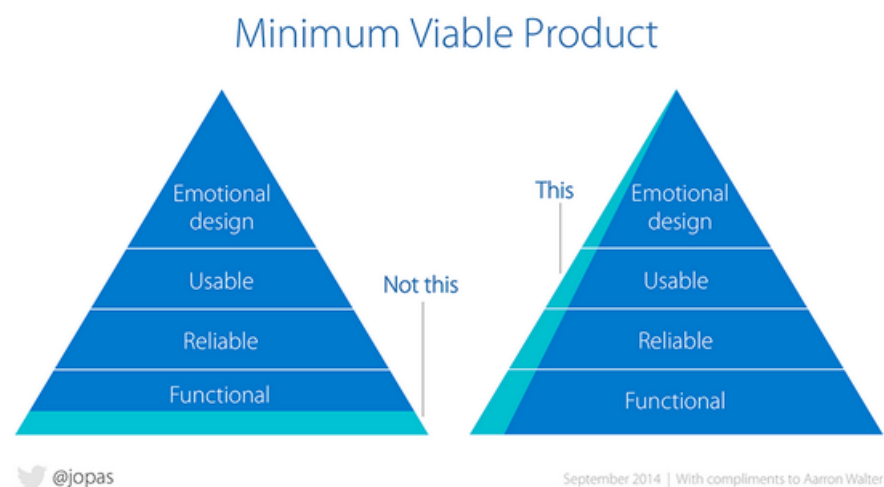 Minimum Viable Product
Emotional
design
Usable
Reliable
Functional
Not this
This
Emotional
design
Usable
Reliable
Functional
@jopas
September 2014 | With compliments to Aarron Walter